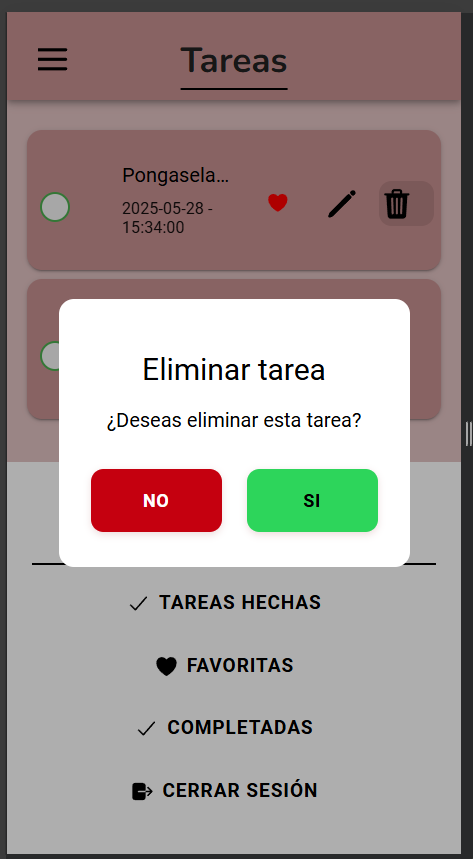 Tareas
Pongasela...
2025-05-28 -
15:34:00
Eliminar tarea
¿Deseas eliminar esta tarea?
NO
SI
TAREAS HECHAS
FAVORITAS
COMPLETADAS
CERRAR SESIÓN